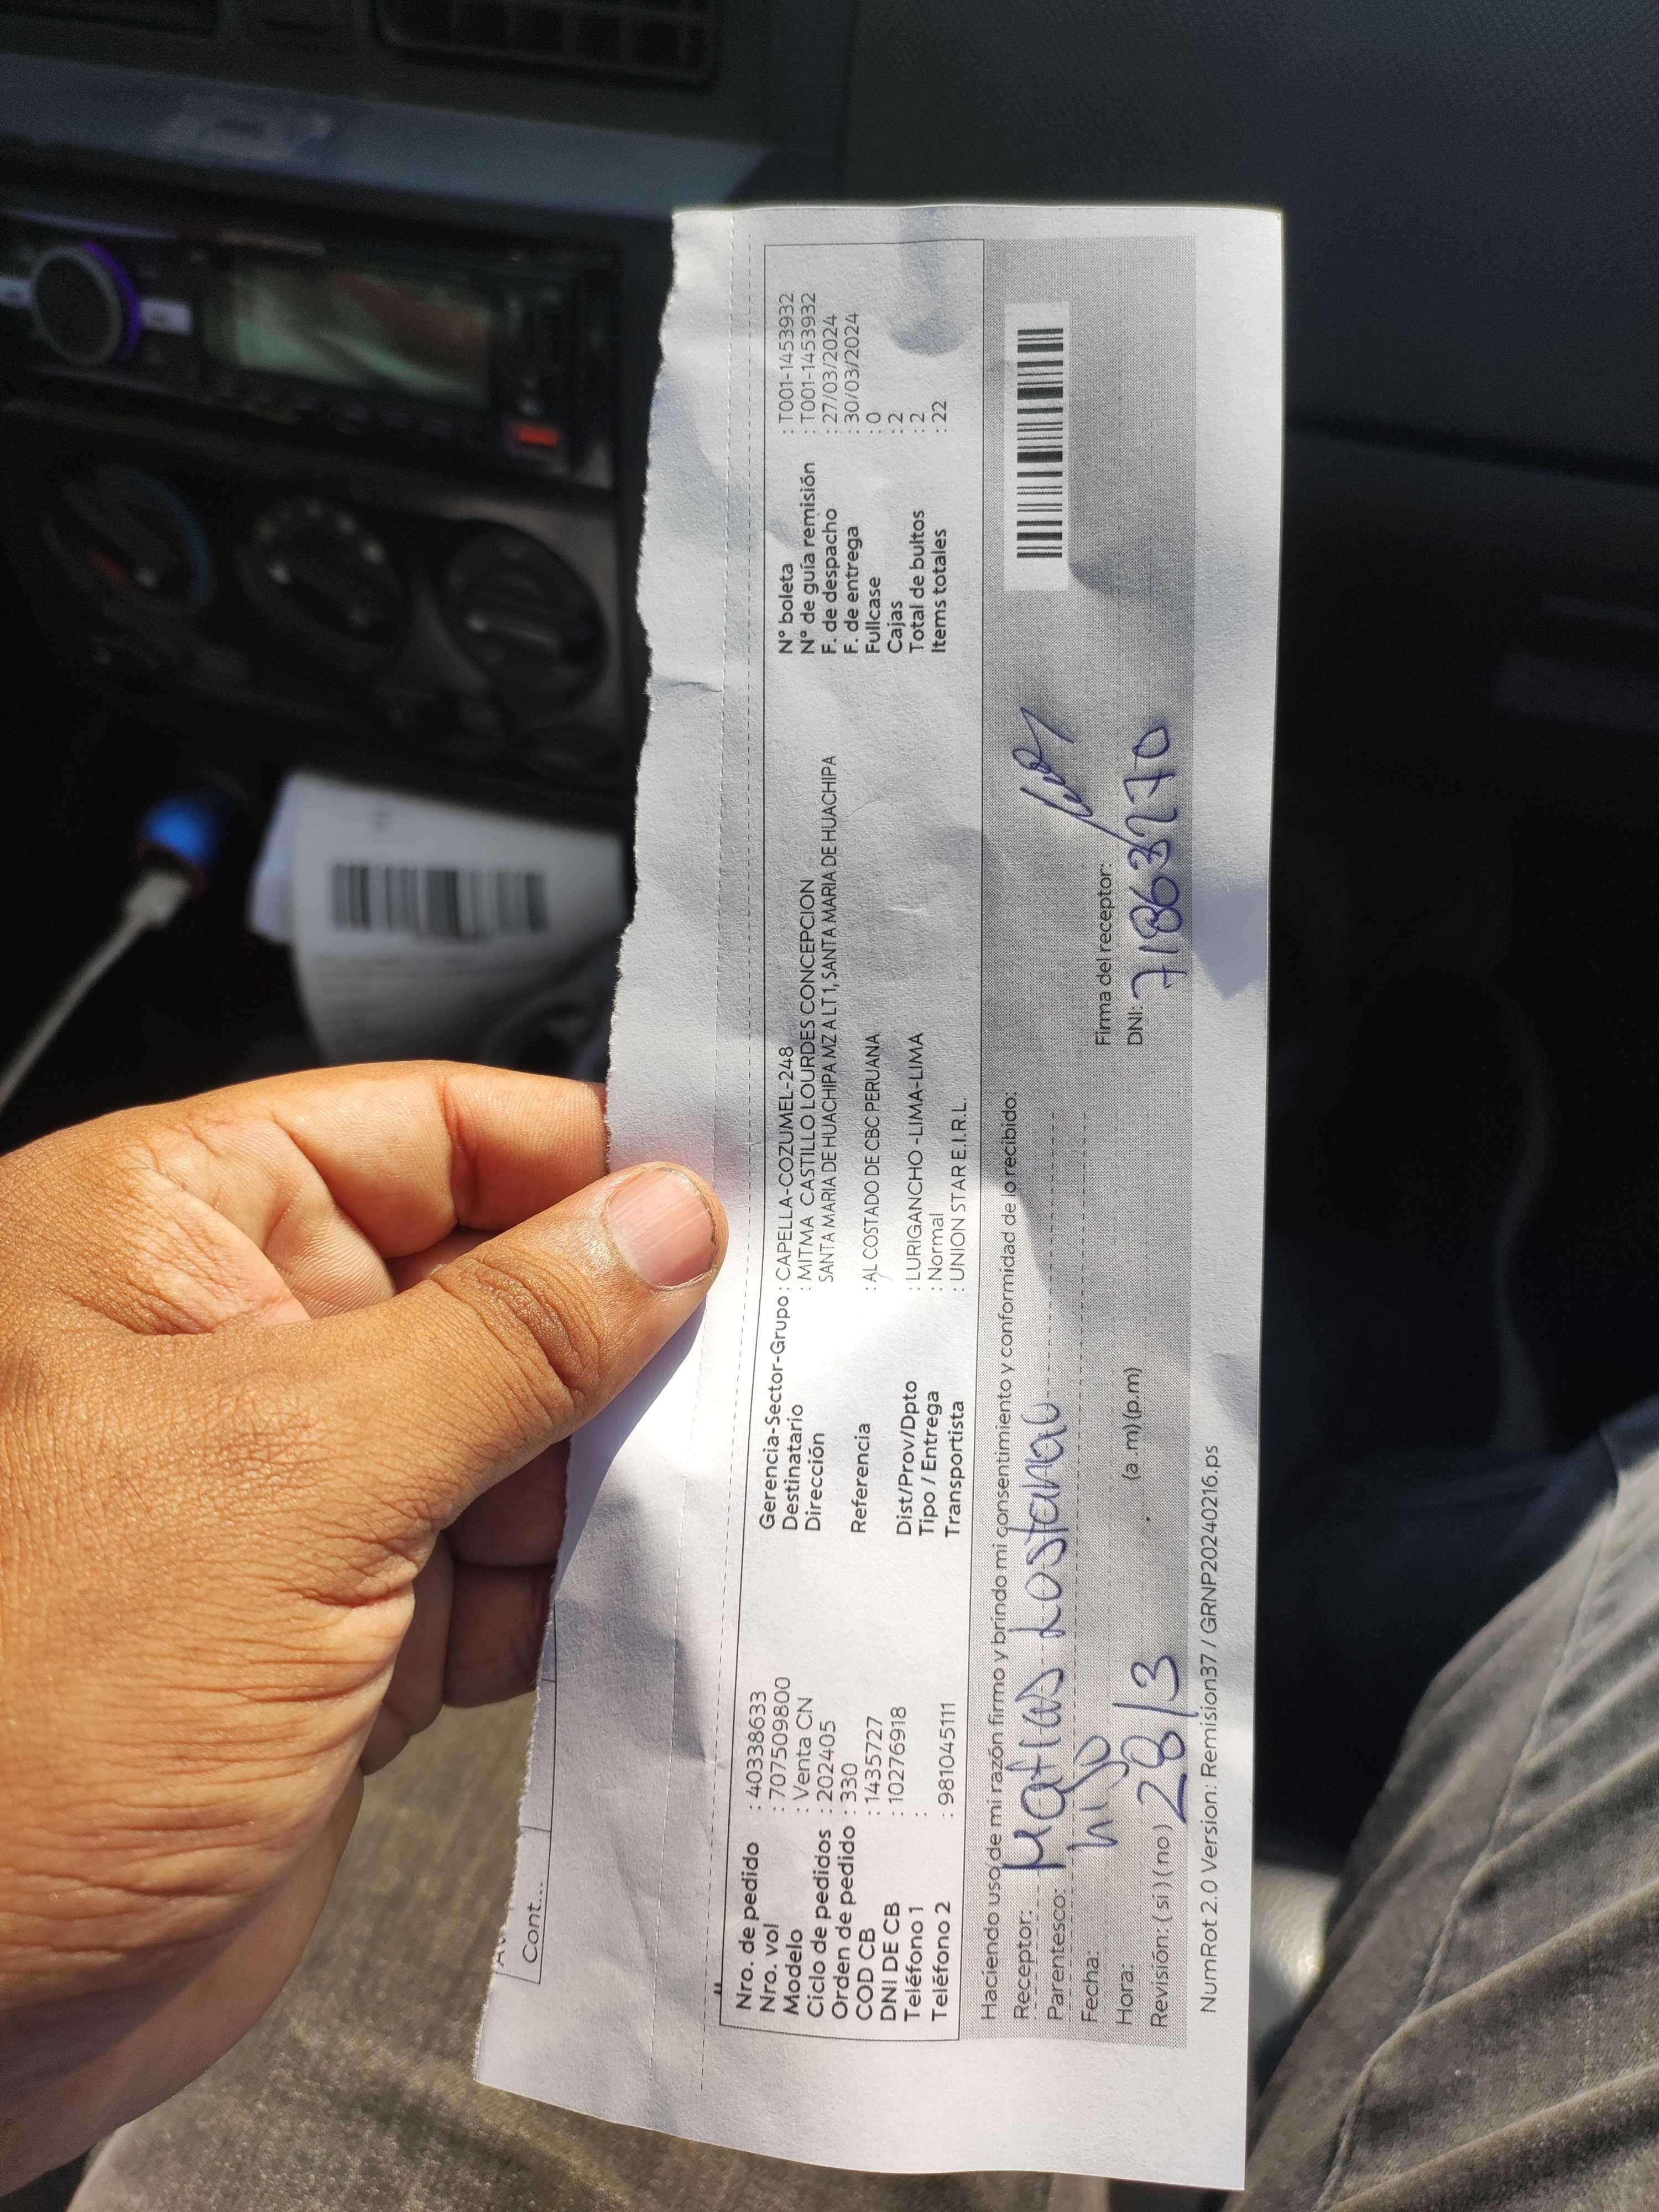 Cont...
Nro. de pedido : 40338633
Nro. vol : 707509800
Modelo : Venta CN
Ciclo de pedidos : 202405
Orden de pedido : 330
COD CB : 1435727
DNI DE CB : 10276918
Teléfono 1 :
Teléfono 2 : 981045111
Gerencia-Sector-Grupo : CAPELLA-COZUMEL-248
Destinatario : MITMA CASTILLO LOURDES CONCEPCION
Dirección SANTA MARIA DE HUACHIPA MZ A LT 1, SANTA MARIA DE HUACHIPA
Referencia : AL COSTADO DE CBC PERUANA
Dist/Prov/Dpto : LURIGANCHO -LIMA-LIMA
Tipo / Entrega : Normal
Transportista : UNION STAR E.I.R.L.
N° boleta : T001-1453932
N° de guía remisión : T001-1453932
F. de despacho : 27/03/2024
F. de entrega : 30/03/2024
Fullcase : 0
Cajas : 2
Total de bultos : 2
Items totales : 22
Haciendo uso de mi razón firmo y brindo mi consentimiento y conformidad de lo recibido:
Receptor: Matias Lostanau
Parentesco: hijo
Fecha:
Hora: (a .m) (p.m)
Revisión: ( si ) ( no ) 28/3
Firma del receptor:
DNI: 71863270
NumRot 2.0 Version: Remision37 / GRNP20240216.ps